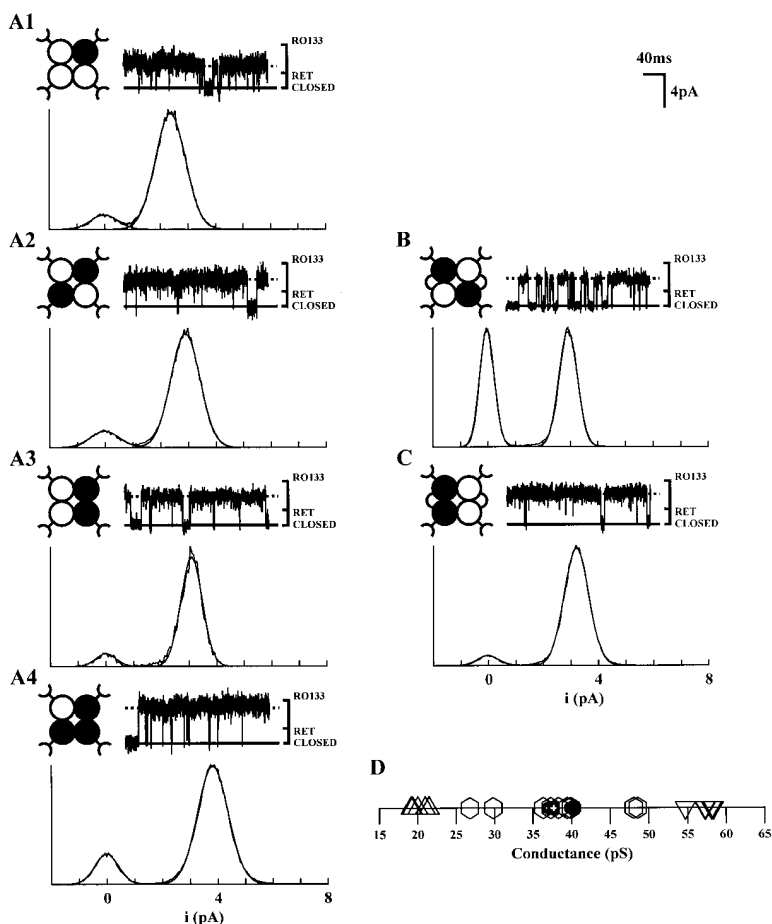 A1
RO133
RET
CLOSED
40ms
4pA
A2
RO133
RET
CLOSED
B
RO133
RET
CLOSED
A3
RO133
RET
CLOSED
C
RO133
RET
CLOSED
0 4 8
i (pA)
A4
RO133
RET
CLOSED
0 4 8
i (pA)
D
15 20 25 30 35 40 45 50 55 60 65
Conductance (pS)